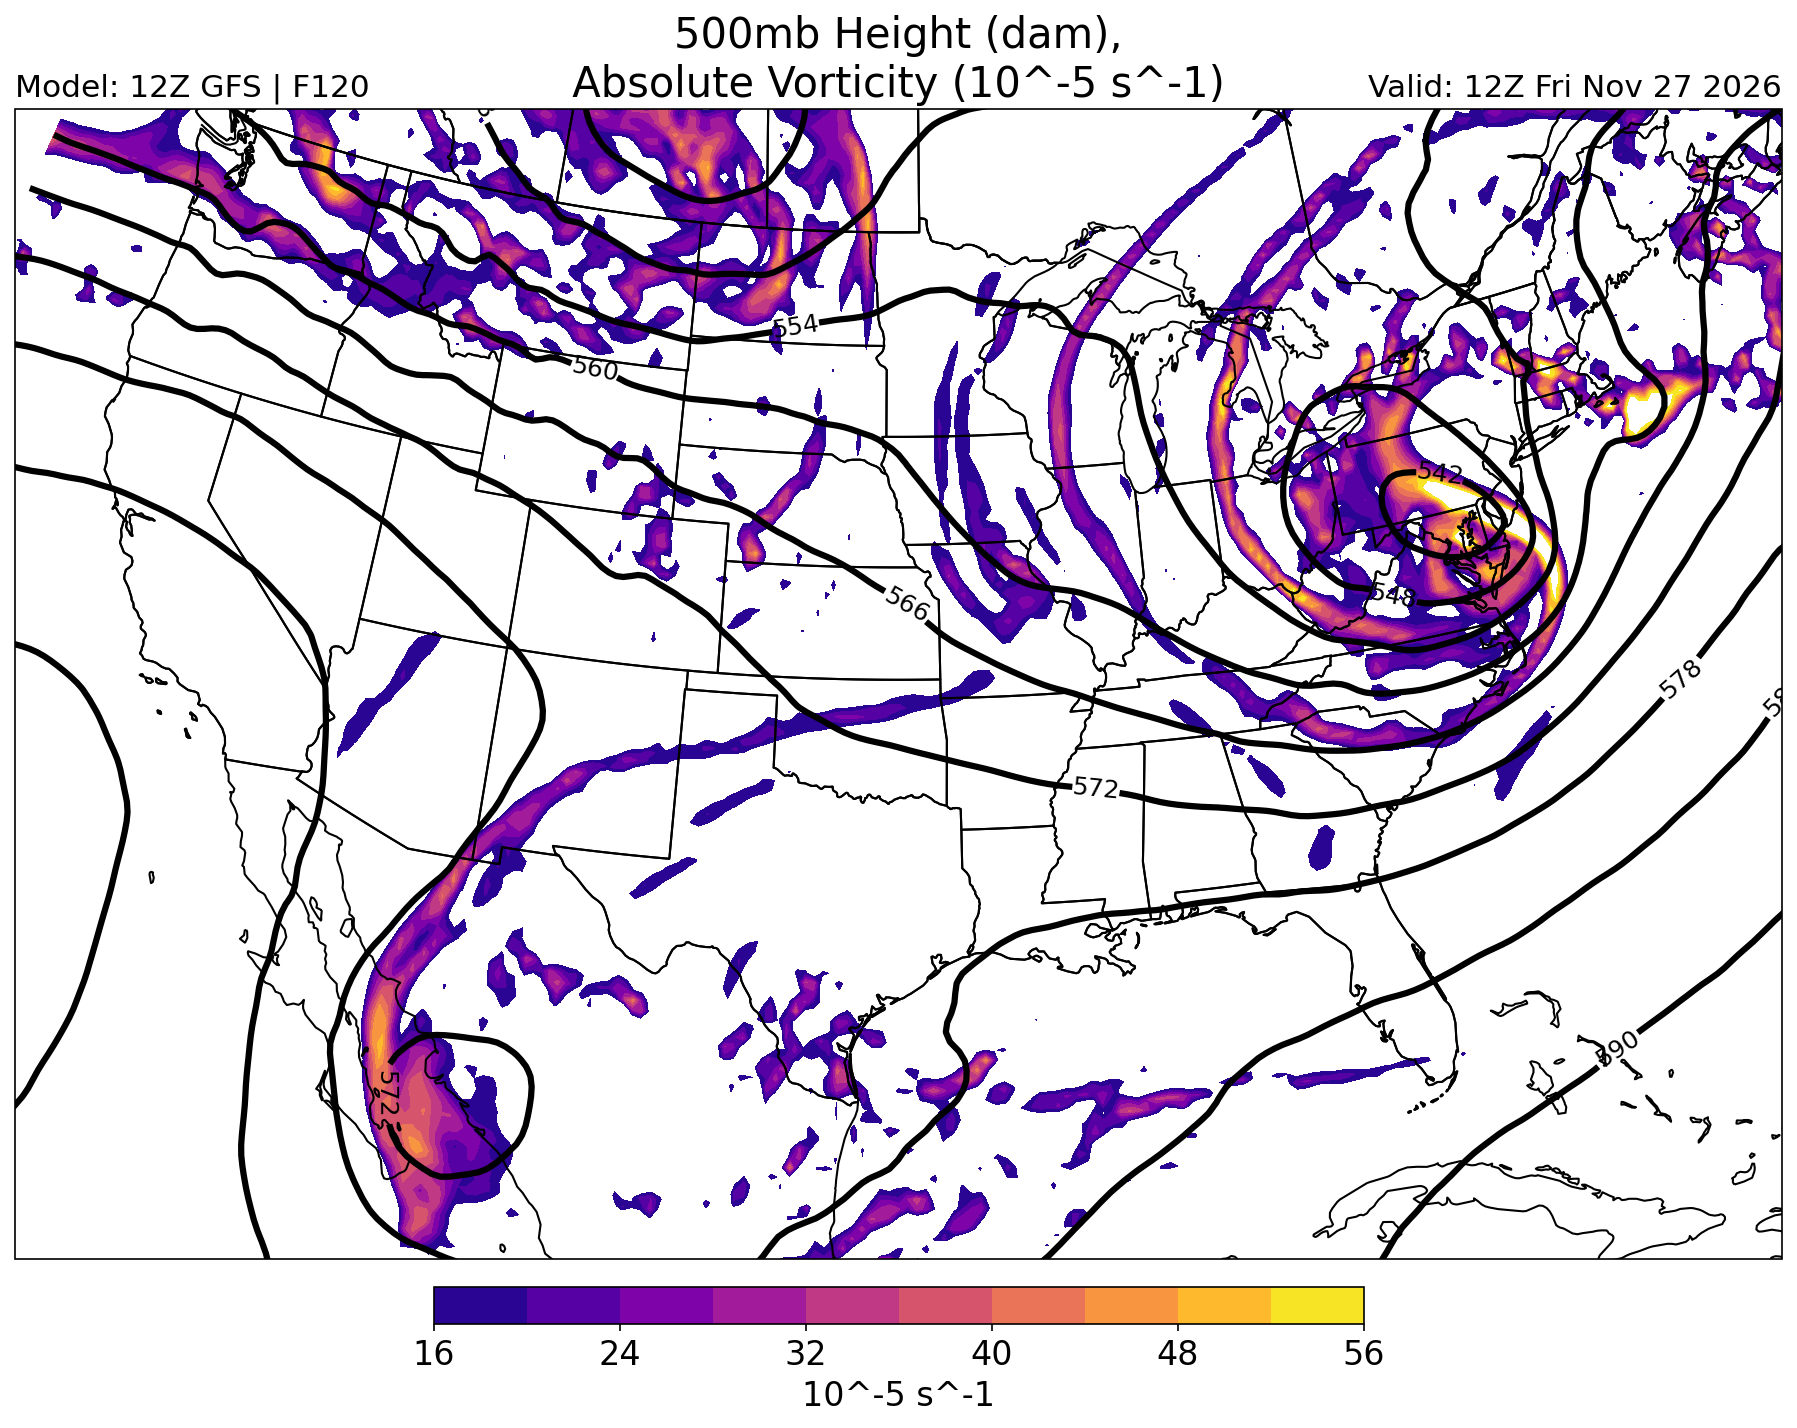 500mb Height (dam),
Absolute Vorticity (10^-5 s^-1)
Model: 12Z GFS | F120
Valid: 12Z Fri Nov 27 2026
554
560
542
548
566
578
572
590
572
16 24 32 40 48 56
10^-5 s^-1